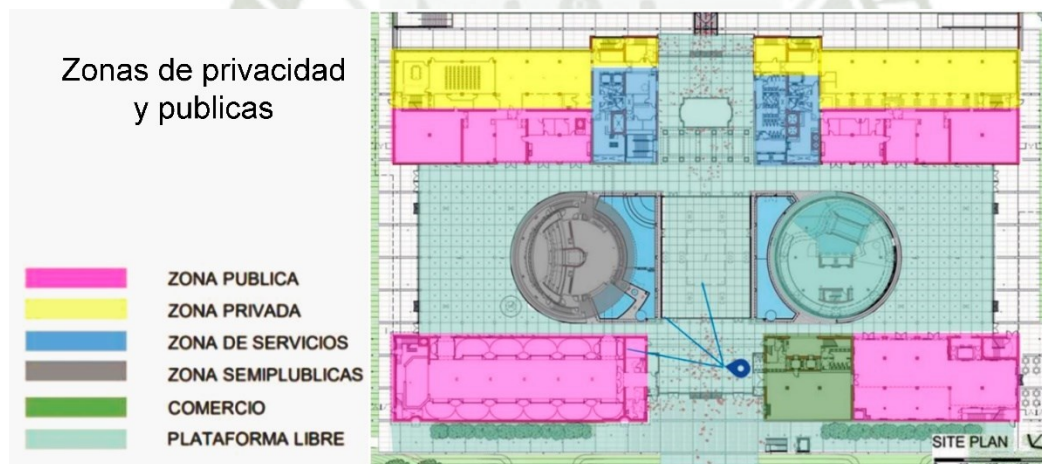 Zonas de privacidad
y publicas
ZONA PUBLICA
ZONA PRIVADA
ZONA DE SERVICIOS
ZONA SEMIPLUBLICAS
COMERCIO
PLATAFORMA LIBRE
SITE PLAN